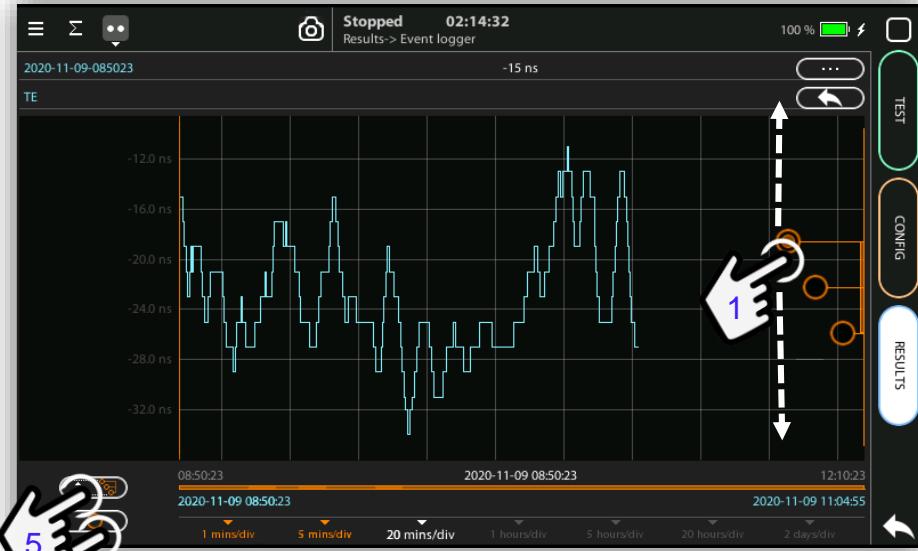 Σ
Stopped 02:14:32
Results-> Event logger
100 %
2020-11-09-085023
-15 ns
...
TE
TEST
CONFIG
RESULTS
-12.0 ns
-16.0 ns
-20.0 ns
-24.0 ns
-28.0 ns
-32.0 ns
1
08:50:23 2020-11-09 08:50:23 12:10:23
2020-11-09 08:50:23 2020-11-09 11:04:55
1 mins/div 5 mins/div 20 mins/div 1 hours/div 5 hours/div 20 hours/div 2 days/div
5